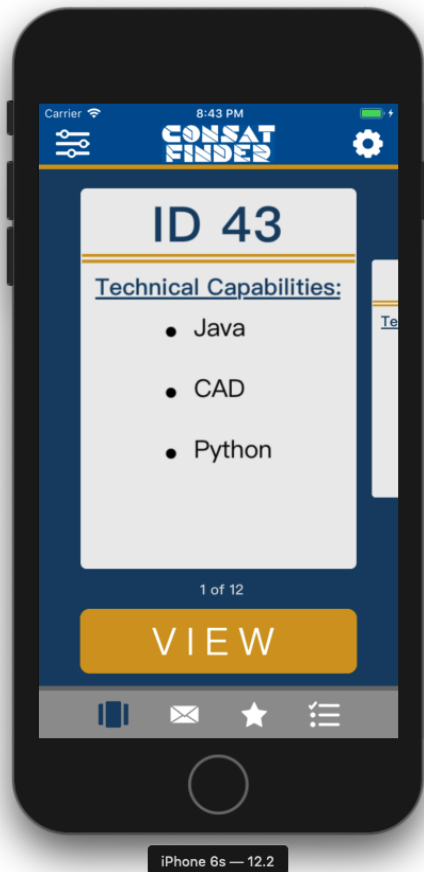 Carrier
8:43 PM
CONSAT
FINDER
ID 43
Technical Capabilities:
Te
• Java
• CAD
• Python
1 of 12
VIEW
iPhone 6s — 12.2